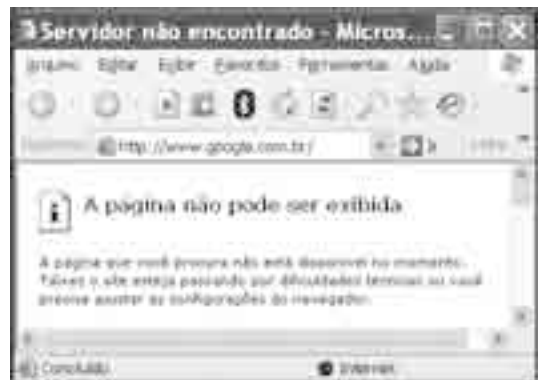 Servidor não encontrado - Micros...
Arquivo Editar Exibir Favoritos Ferramentas Ajuda
http://www.google.com.br/
A página não pode ser exibida
A página que você procura não está disponível no momento.
Talvez o site esteja passando por dificuldades técnicas ou você
precise ajustar as configurações do navegador.
Concluído Internet